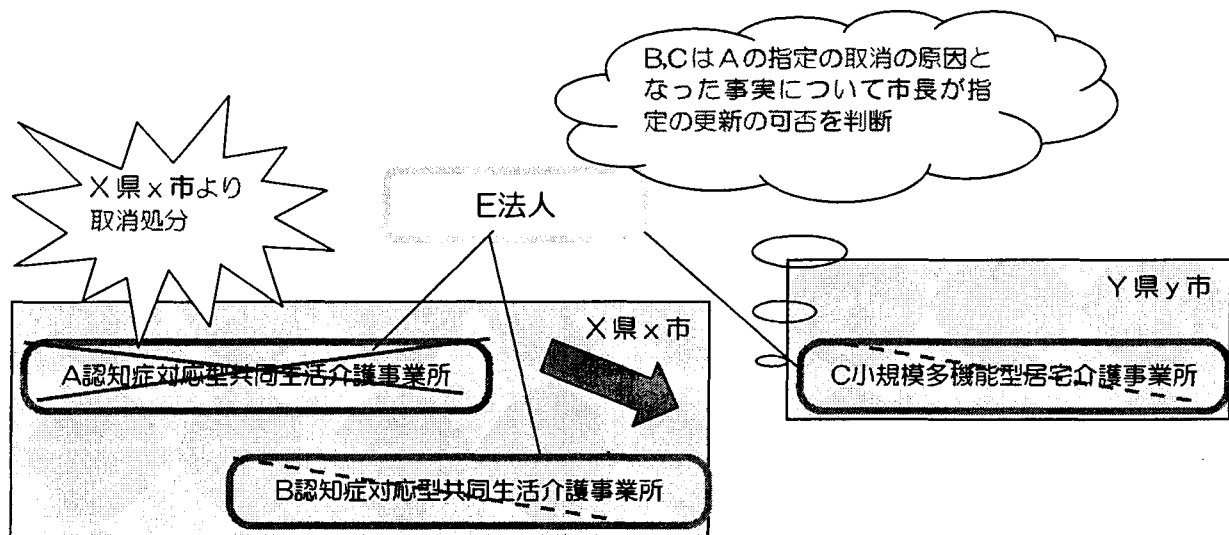 B,CはAの指定の取消の原因と
なった事実について市長が指
定の更新の可否を判断
X県x市より
取消処分
E法人
Y県y市
X県x市
A認知症対応型共同生活介護事業所
C小規模多機能型居宅介護事業所
B認知症対応型共同生活介護事業所